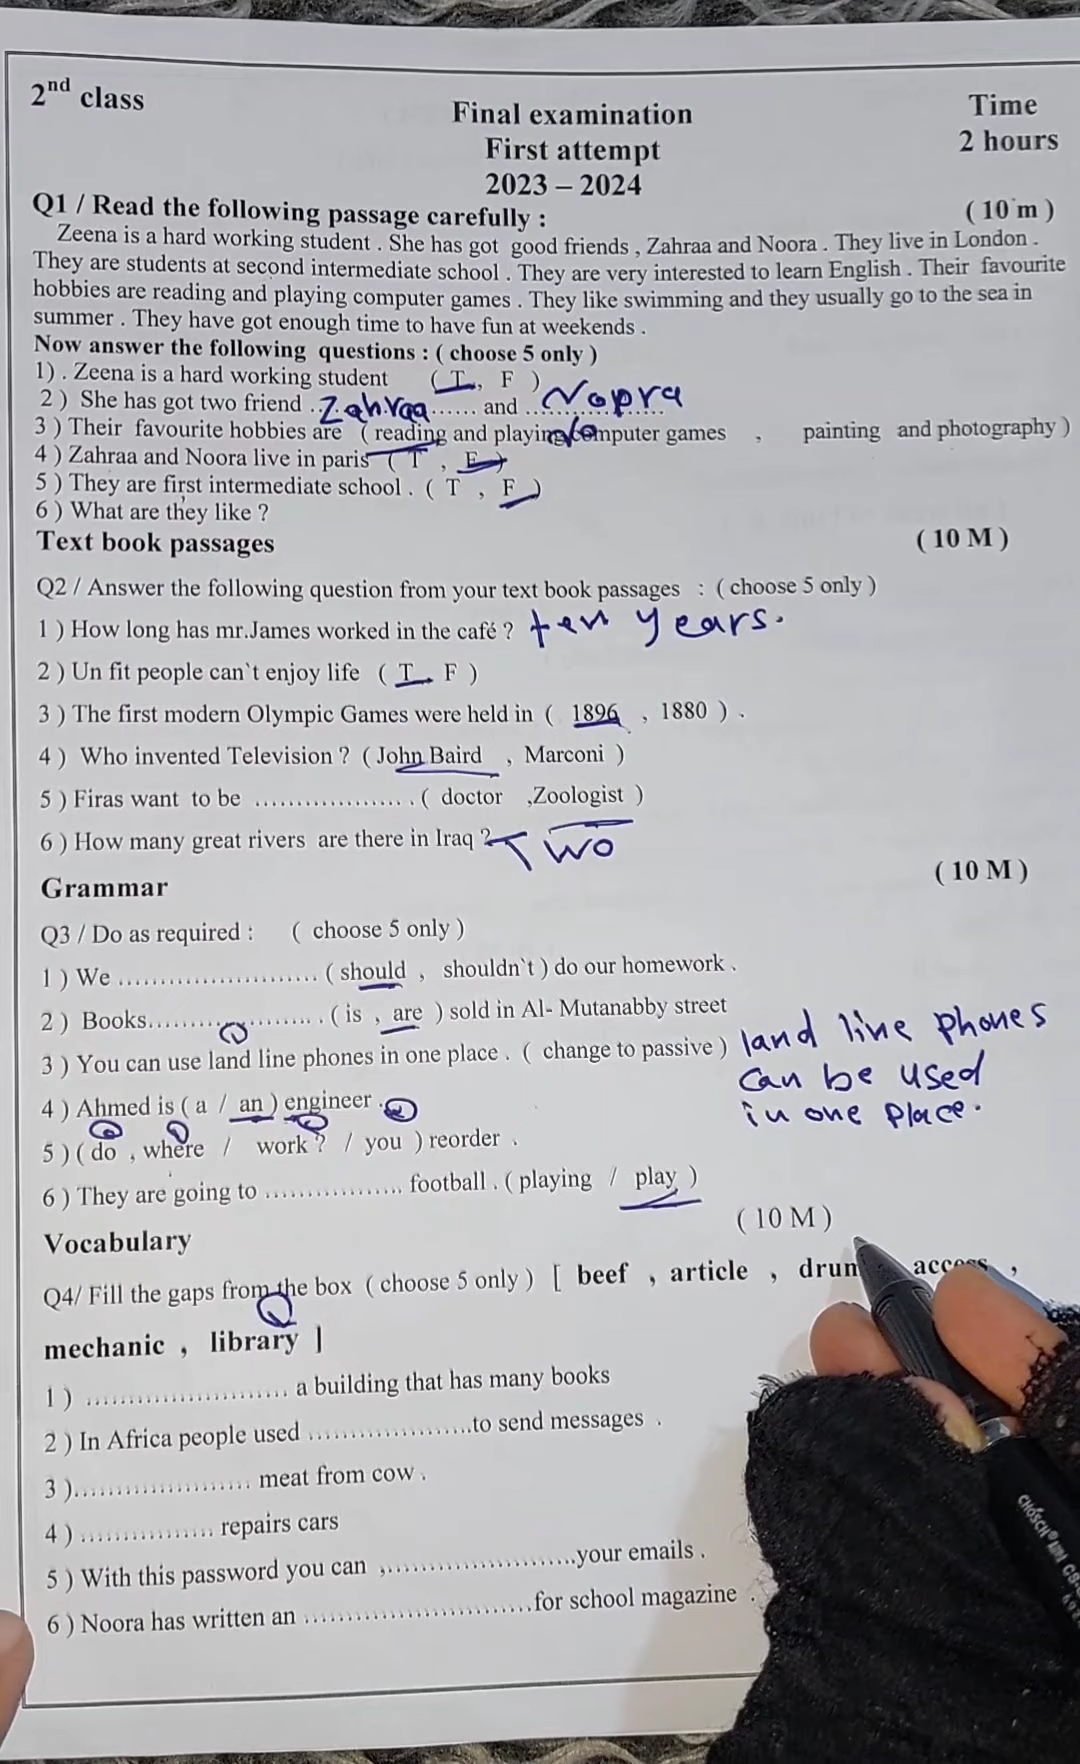 2nd class
Final examination
Time
First attempt
2 hours
2023 – 2024
Q1 / Read the following passage carefully :
( 10 m )
Zeena is a hard working student . She has got good friends , Zahraa and Noora . They live in London .
They are students at second intermediate school . They are very interested to learn English . Their favourite
hobbies are reading and playing computer games . They like swimming and they usually go to the sea in
summer . They have got enough time to have fun at weekends .
Now answer the following questions : ( choose 5 only )
1) . Zeena is a hard working student ( T , F )
2 ) She has got two friend ..Zahraa...... and ..Noora..
3 ) Their favourite hobbies are ( reading and playing computer games , painting and photography )
4 ) Zahraa and Noora live in paris ( T , F )
5 ) They are first intermediate school . ( T , F )
6 ) What are they like ?
Text book passages
( 10 M )
Q2 / Answer the following question from your text book passages : ( choose 5 only )
1 ) How long has mr.James worked in the café ? ten years.
2 ) Un fit people can`t enjoy life ( T F )
3 ) The first modern Olympic Games were held in ( 1896 , 1880 ) .
4 ) Who invented Television ? ( John Baird , Marconi )
5 ) Firas want to be .................. . ( doctor ,Zoologist )
6 ) How many great rivers are there in Iraq ? Two
Grammar
( 10 M )
Q3 / Do as required : ( choose 5 only )
1 ) We ........................ ( should , shouldn`t ) do our homework .
2 ) Books..................... . ( is , are ) sold in Al- Mutanabby street
3 ) You can use land line phones in one place . ( change to passive ) land line phones
can be used
4 ) Ahmed is ( a / an ) engineer .
in one place.
5 ) ( do , where / work ? / you ) reorder .
6 ) They are going to ................. football . ( playing / play )
( 10 M )
Vocabulary
Q4/ Fill the gaps from the box ( choose 5 only ) [ beef , article , drum access ,
mechanic , library ]
1 ) ........................ a building that has many books
2 ) In Africa people used ....................to send messages .
3 )..................... meat from cow .
4 ) ................ repairs cars
5 ) With this password you can ,.......................your emails .
6 ) Noora has written an ...........................for school magazine .
CHOSCH